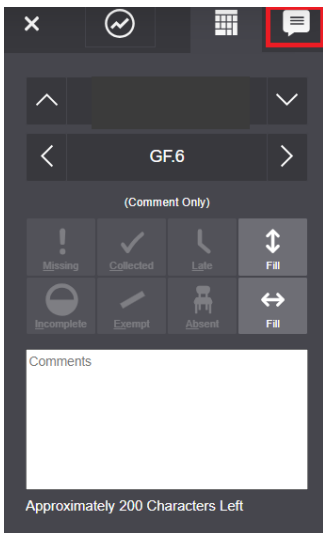 GF.6
(Comment Only)
Missing Collected Late Fill
Incomplete Exempt Absent Fill
Comments
Approximately 200 Characters Left